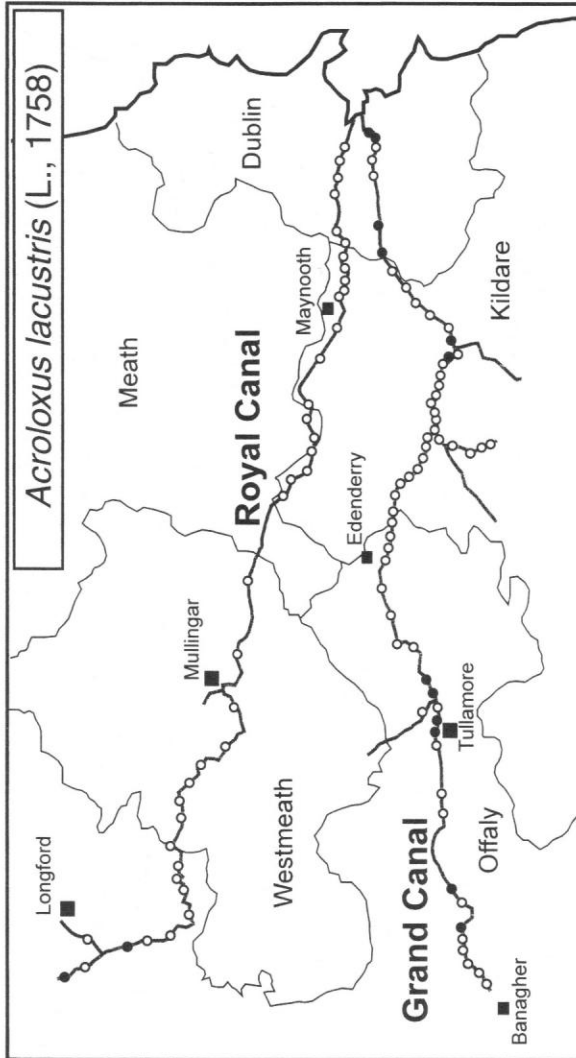 Acroloxus lacustris (L., 1758)
Longford
Mullingar
Meath
Royal Canal
Maynooth
Dublin
Westmeath
Edenderry
Grand Canal
Tullamore
Offaly
Kildare
Banagher